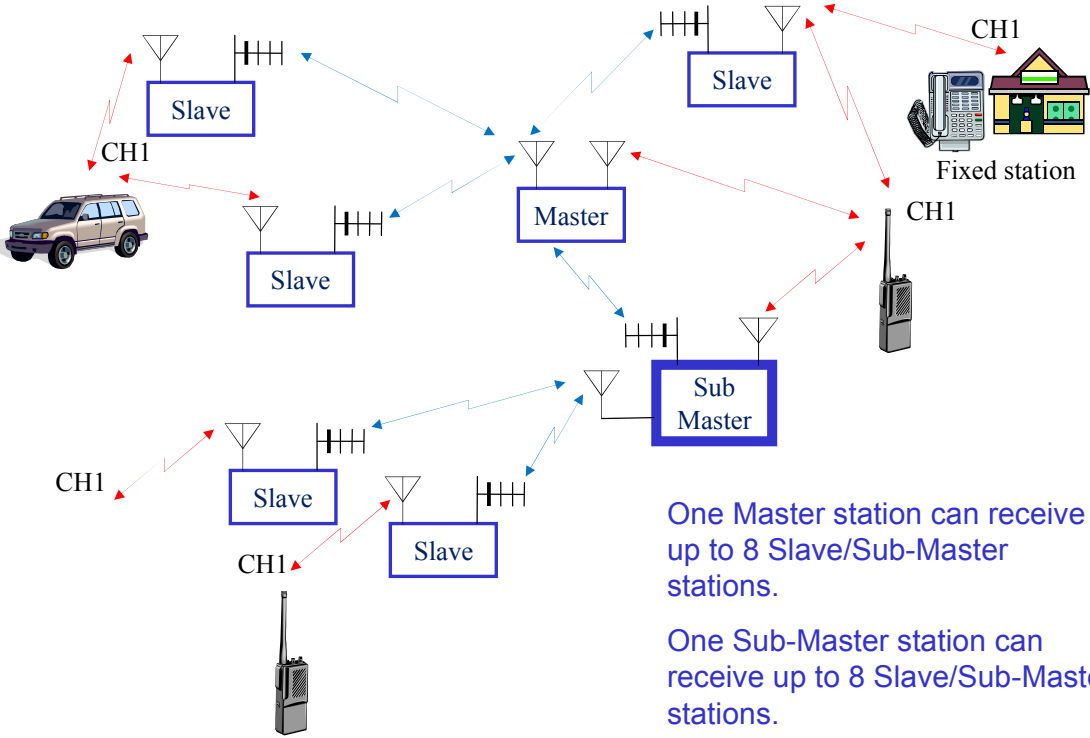 CH1
Slave
Slave
CH1
Fixed station
CH1
Master
CH1
Slave
Sub
Master
CH1
Slave
Slave
CH1
One Master station can receive
up to 8 Slave/Sub-Master
stations.
One Sub-Master station can
receive up to 8 Slave/Sub-Maste
stations.